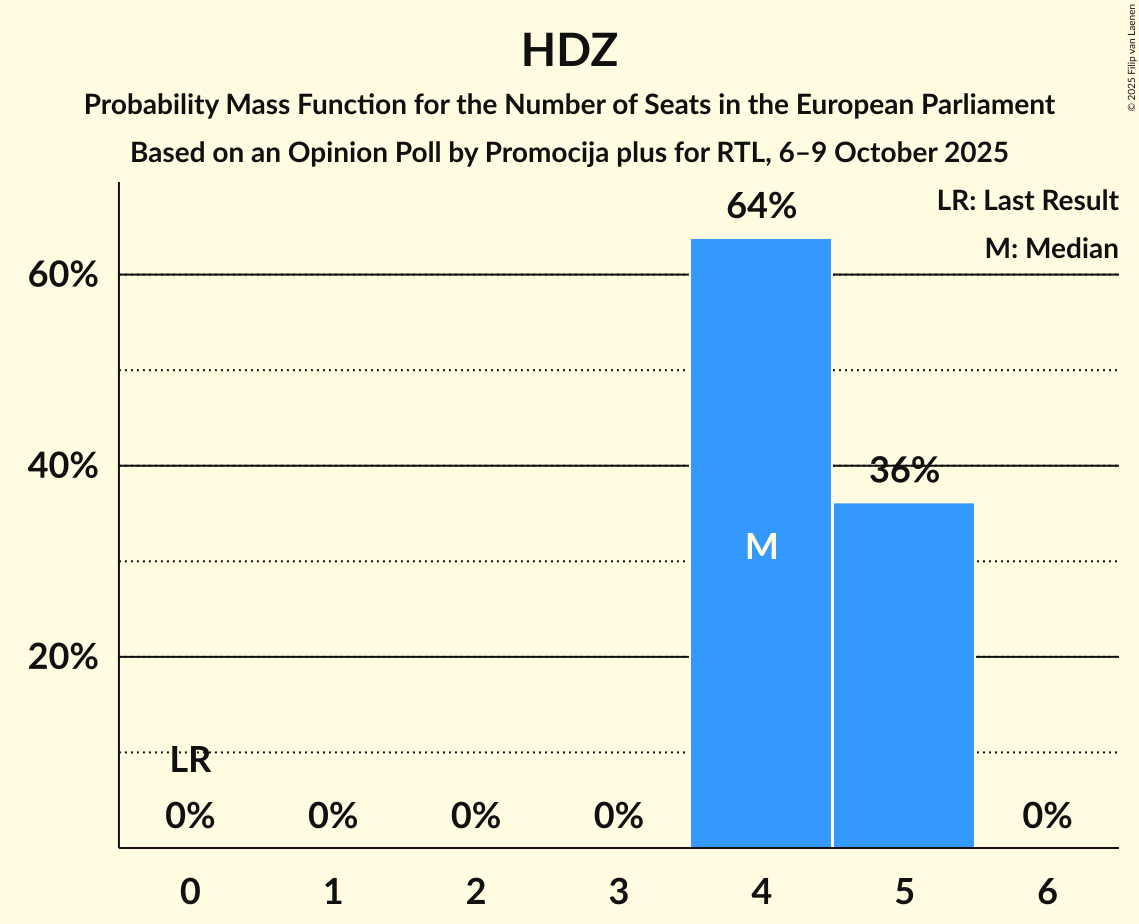 HDZ
Probability Mass Function for the Number of Seats in the European Parliament
Based on an Opinion Poll by Promocija plus for RTL, 6–9 October 2025
© 2025 Filip van Laenen
LR: Last Result
M: Median
64%
60%
40%
36%
M
20%
LR
0% 0% 0% 0% 0%
0 1 2 3 4 5 6